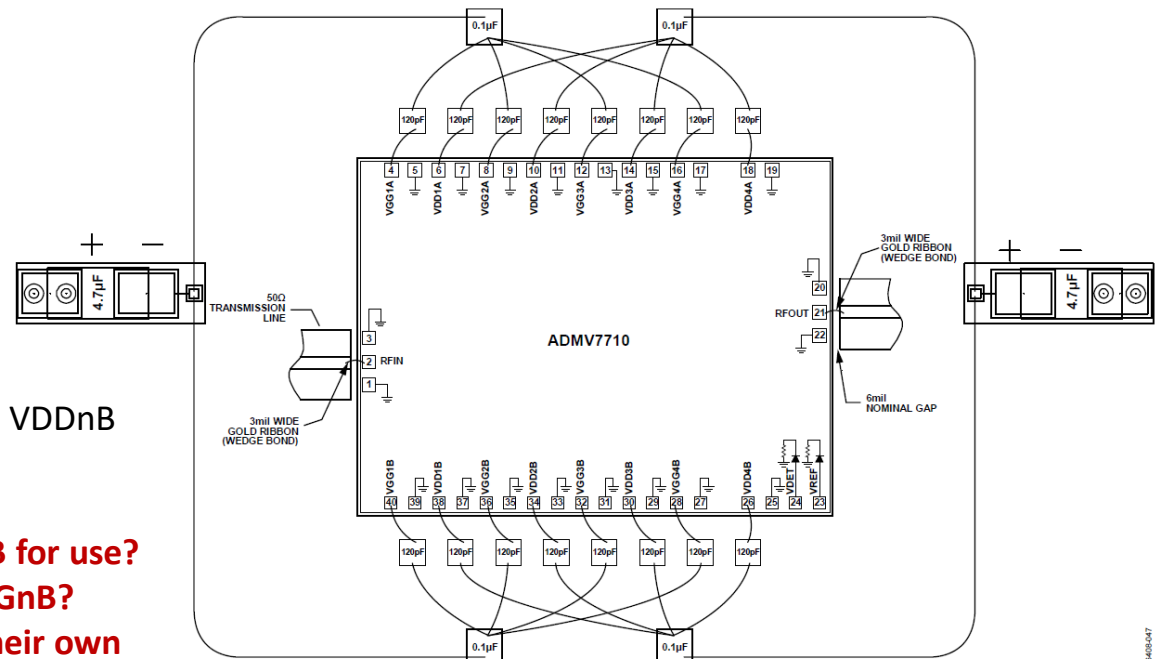 0.1µF
0.1µF
120pF 120pF 120pF 120pF 120pF 120pF 120pF 120pF
4 5 6 7 8 9 10 11 12 13 14 15 16 17 18 19
VGG1A VDD1A VGG2A VDD2A VGG3A VDD3A VGG4A VDD4A
+ −
4.7µF
50Ω
TRANSMISSION
LINE
3
2 RFIN
1
3mil WIDE
GOLD RIBBON
(WEDGE BOND)
ADMV7710
3mil WIDE
GOLD RIBBON
(WEDGE BOND)
20
RFOUT 21
22
+ −
4.7µF
6mil
NOMINAL GAP
VDDnB
VGG1B VDD1B VGG2B VDD2B VGG3B VDD3B VGG4B VDD4B VDET VREF
40 39 38 37 36 35 34 33 32 31 30 29 28 27 26 25 24 23
120pF 120pF 120pF 120pF 120pF 120pF 120pF 120pF
for use?
GnB?
their own
0.1µF
0.1µF